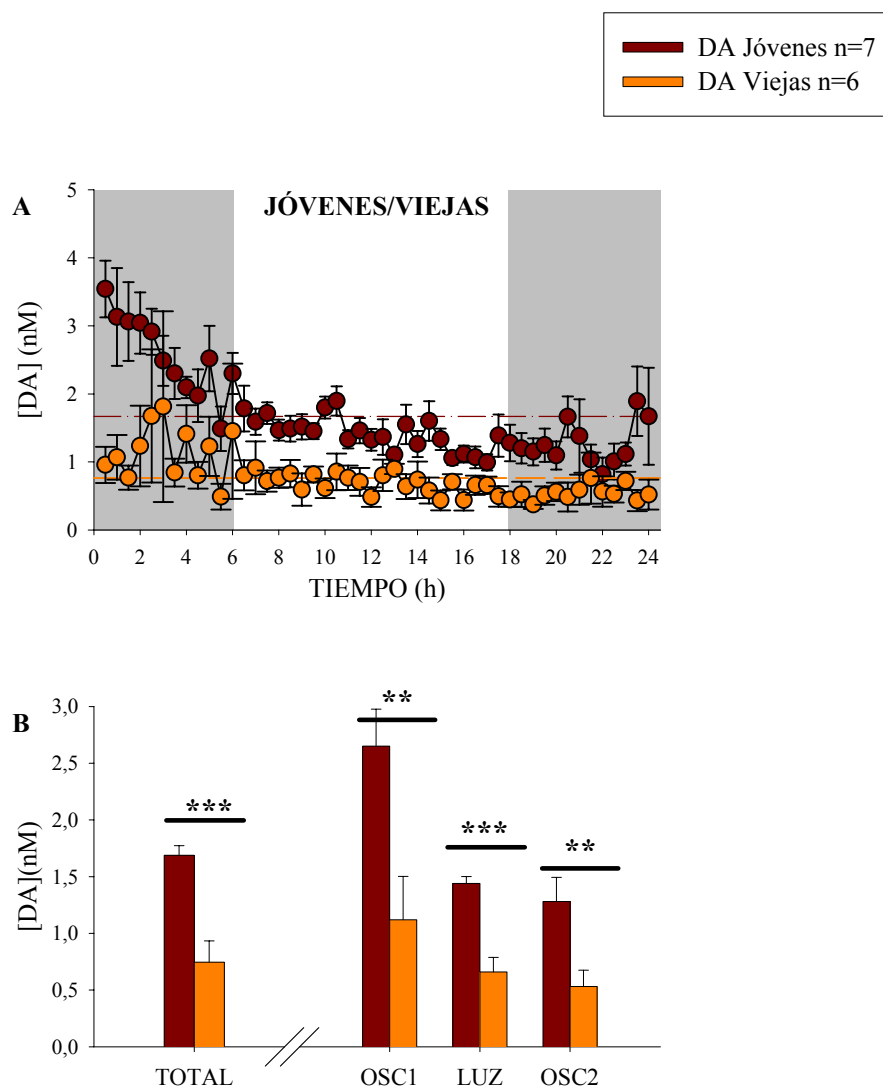 DA Jóvenes n=7
DA Viejas n=6
A
JÓVENES/VIEJAS
[DA] (nM)
5
4
3
2
1
0
0 2 4 6 8 10 12 14 16 18 20 22 24
TIEMPO (h)
B
[DA](nM)
3,0
2,5
2,0
1,5
1,0
0,5
0,0
***
**
***
**
TOTAL OSC1 LUZ OSC2